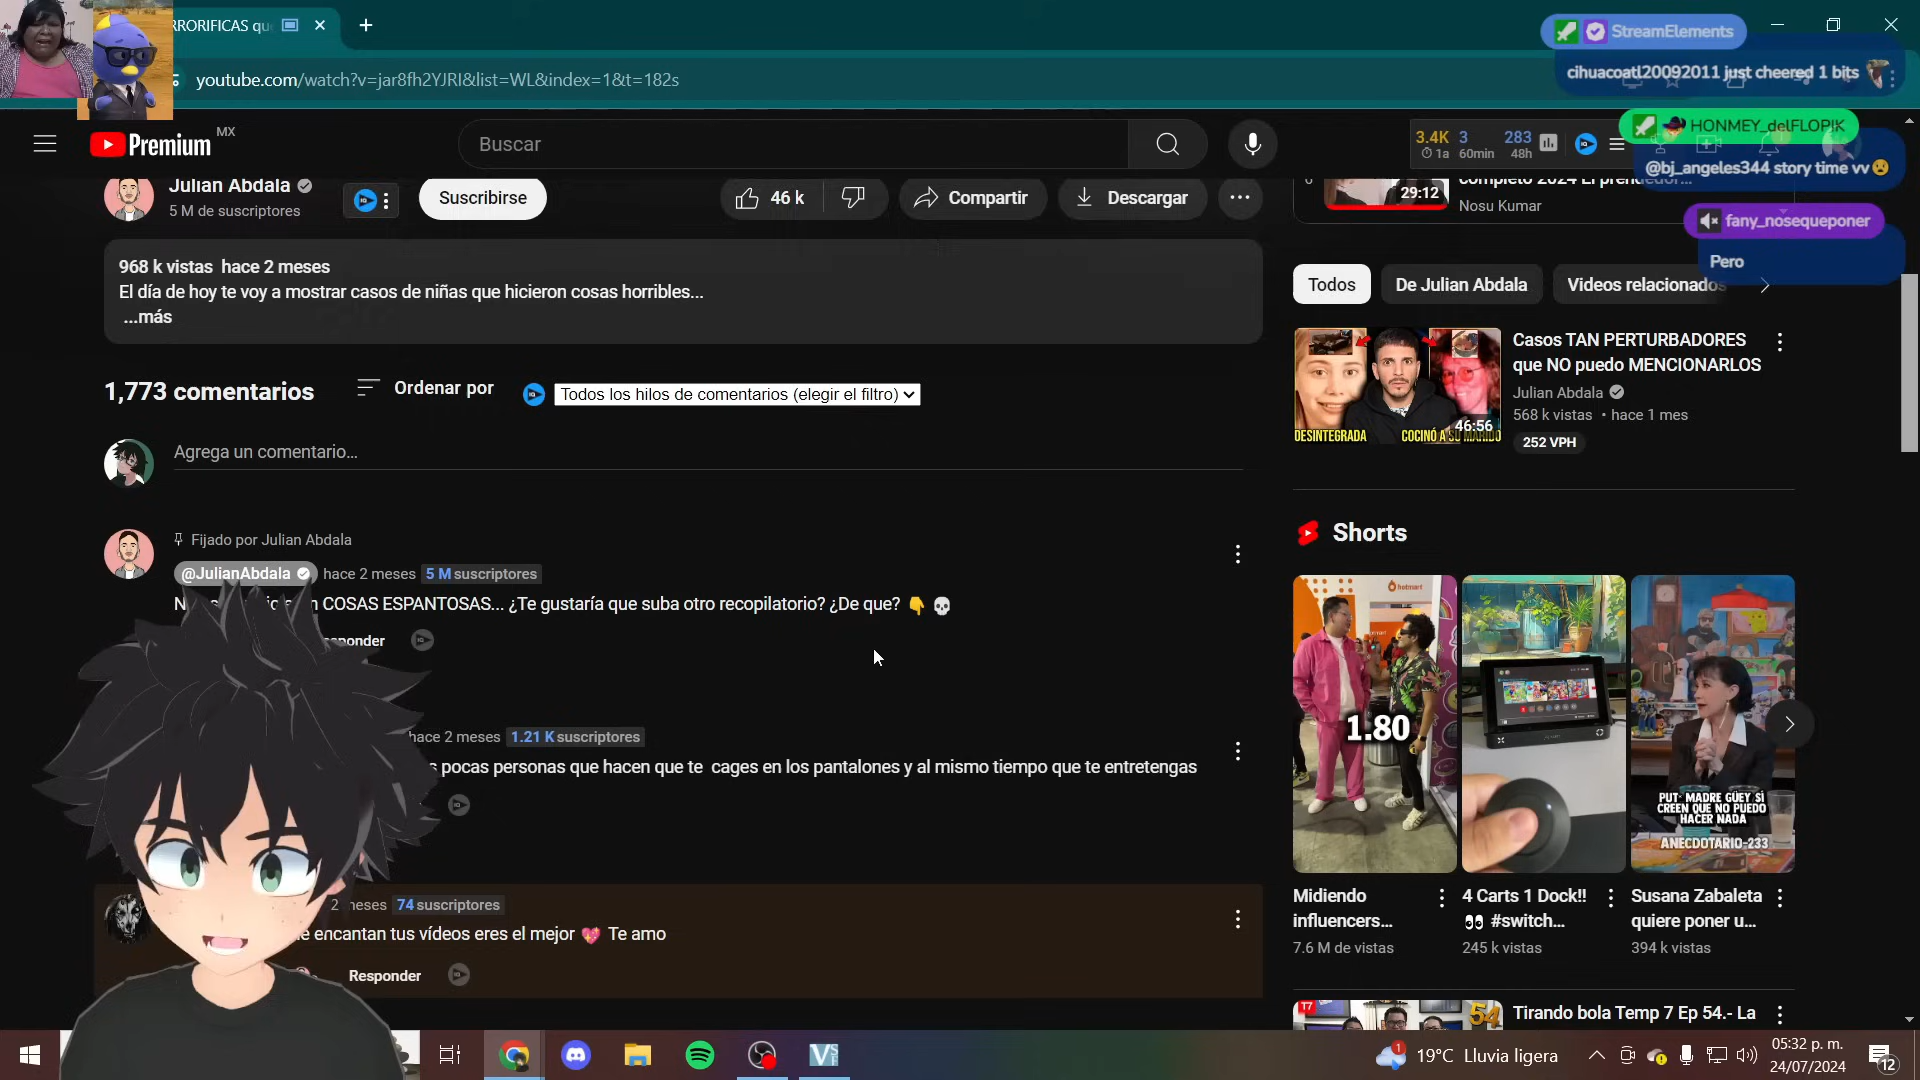 RRORIFICAS qu
youtube.com/watch?v=jar8fh2YJRI&list=WL&index=1&t=182s
StreamElements
cihuacoatl20092011 just cheered 1 bits
HONMEY_delFLOPIK
@bj_angeles344 story time vv😟
fany_nosequeponer
Pero
Premium MX
Buscar
3.4K 3 283
1a 60min 48h
Julian Abdala
5 M de suscriptores
Suscribirse
46 k
Compartir
Descargar
968 k vistas hace 2 meses
El día de hoy te voy a mostrar casos de niñas que hicieron cosas horribles...
...más
1,773 comentarios
Ordenar por
Todos los hilos de comentarios (elegir el filtro)
Agrega un comentario...
Fijado por Julian Abdala
@JulianAbdala hace 2 meses 5 M suscriptores
COSAS ESPANTOSAS... ¿Te gustaría que suba otro recopilatorio? ¿De que? 👇 💀
sponder
hace 2 meses 1.21 K suscriptores
s pocas personas que hacen que te cages en los pantalones y al mismo tiempo que te entretengas
2 meses 74 suscriptores
e encantan tus vídeos eres el mejor 💖 Te amo
Responder
6
29:12
completo 2024 El prendedor...
Nosu Kumar
Todos
De Julian Abdala
Videos relacionados
DESINTEGRADA
COCINÓ A SU MARIDO
46:56
Casos TAN PERTURBADORES
que NO puedo MENCIONARLOS
Julian Abdala
568 k vistas • hace 1 mes
252 VPH
Shorts
hotmart
1.80
PUT* MADRE GÜEY SÌ
CREEN QUE NO PUEDO
HACER NADA
ANECDOTARIO-233
Midiendo
influencers...
7.6 M de vistas
4 Carts 1 Dock!!
👀 #switch...
245 k vistas
Susana Zabaleta
quiere poner u...
394 k vistas
T7
54
Tirando bola Temp 7 Ep 54.- La
1
19°C Lluvia ligera
05:32 p. m.
24/07/2024
12